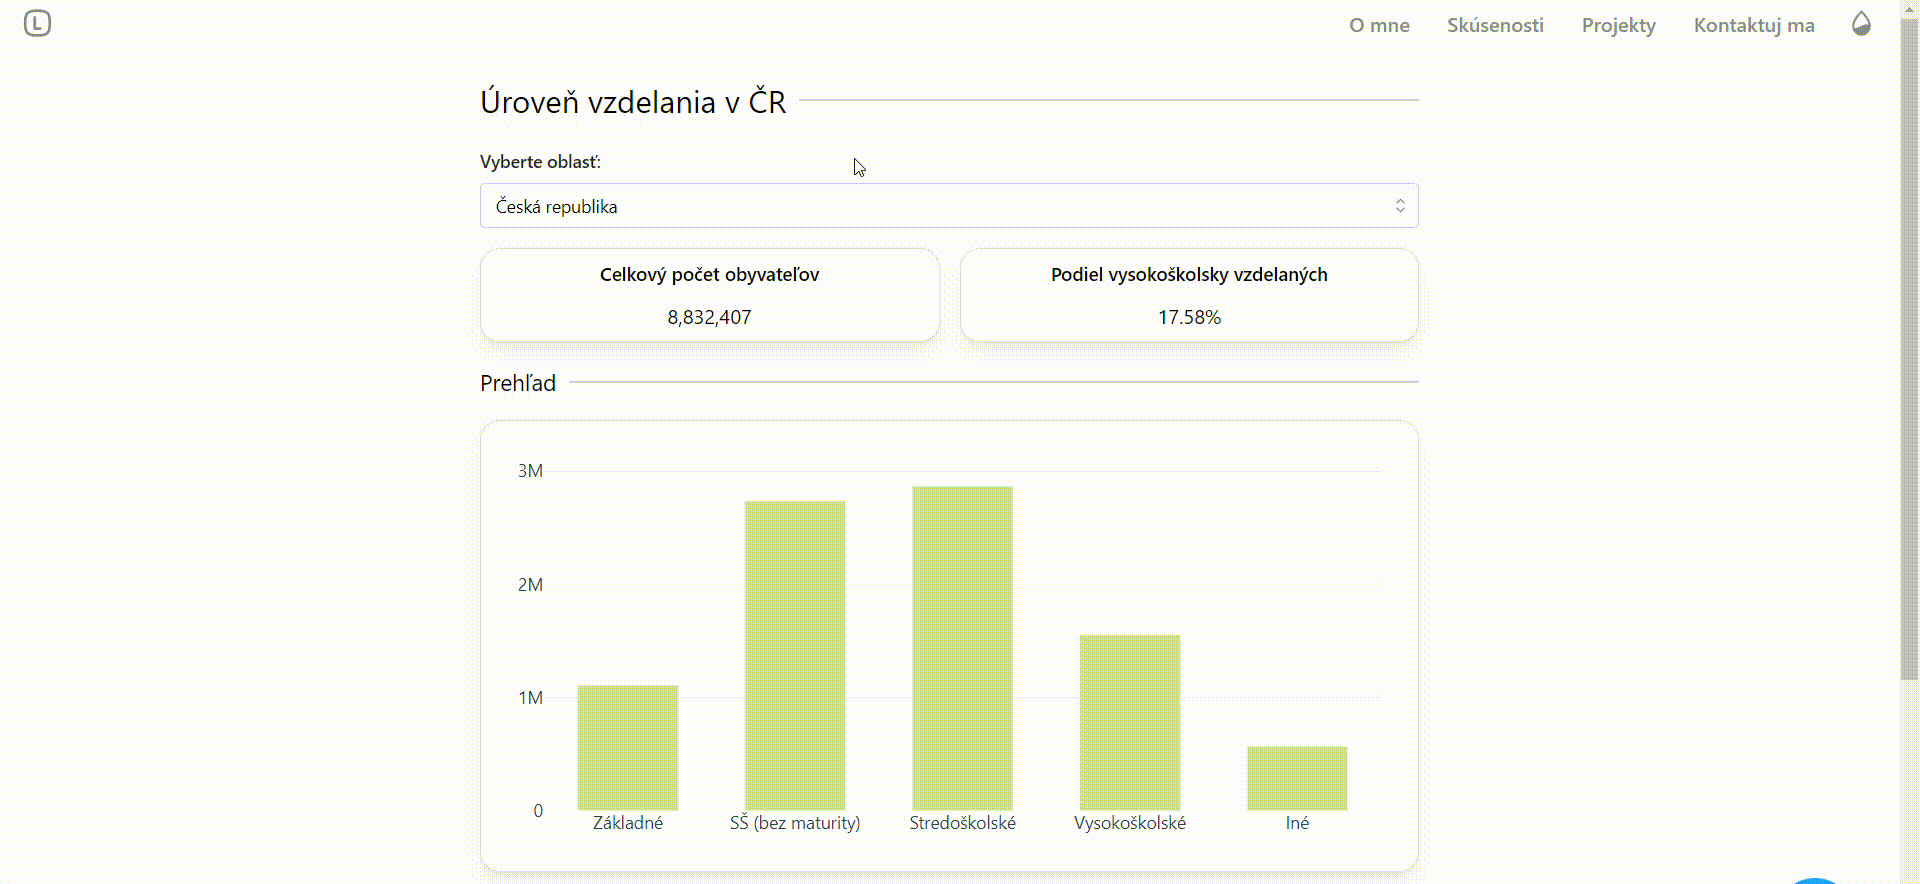 L
O mne Skúsenosti Projekty Kontaktuj ma
Úroveň vzdelania v ČR
Vyberte oblasť:
Česká republika
Celkový počet obyvateľov
8,832,407
Podiel vysokoškolsky vzdelaných
17.58%
Prehľad
3M
2M
1M
0
Základné SŠ (bez maturity) Stredoškolské Vysokoškolské Iné